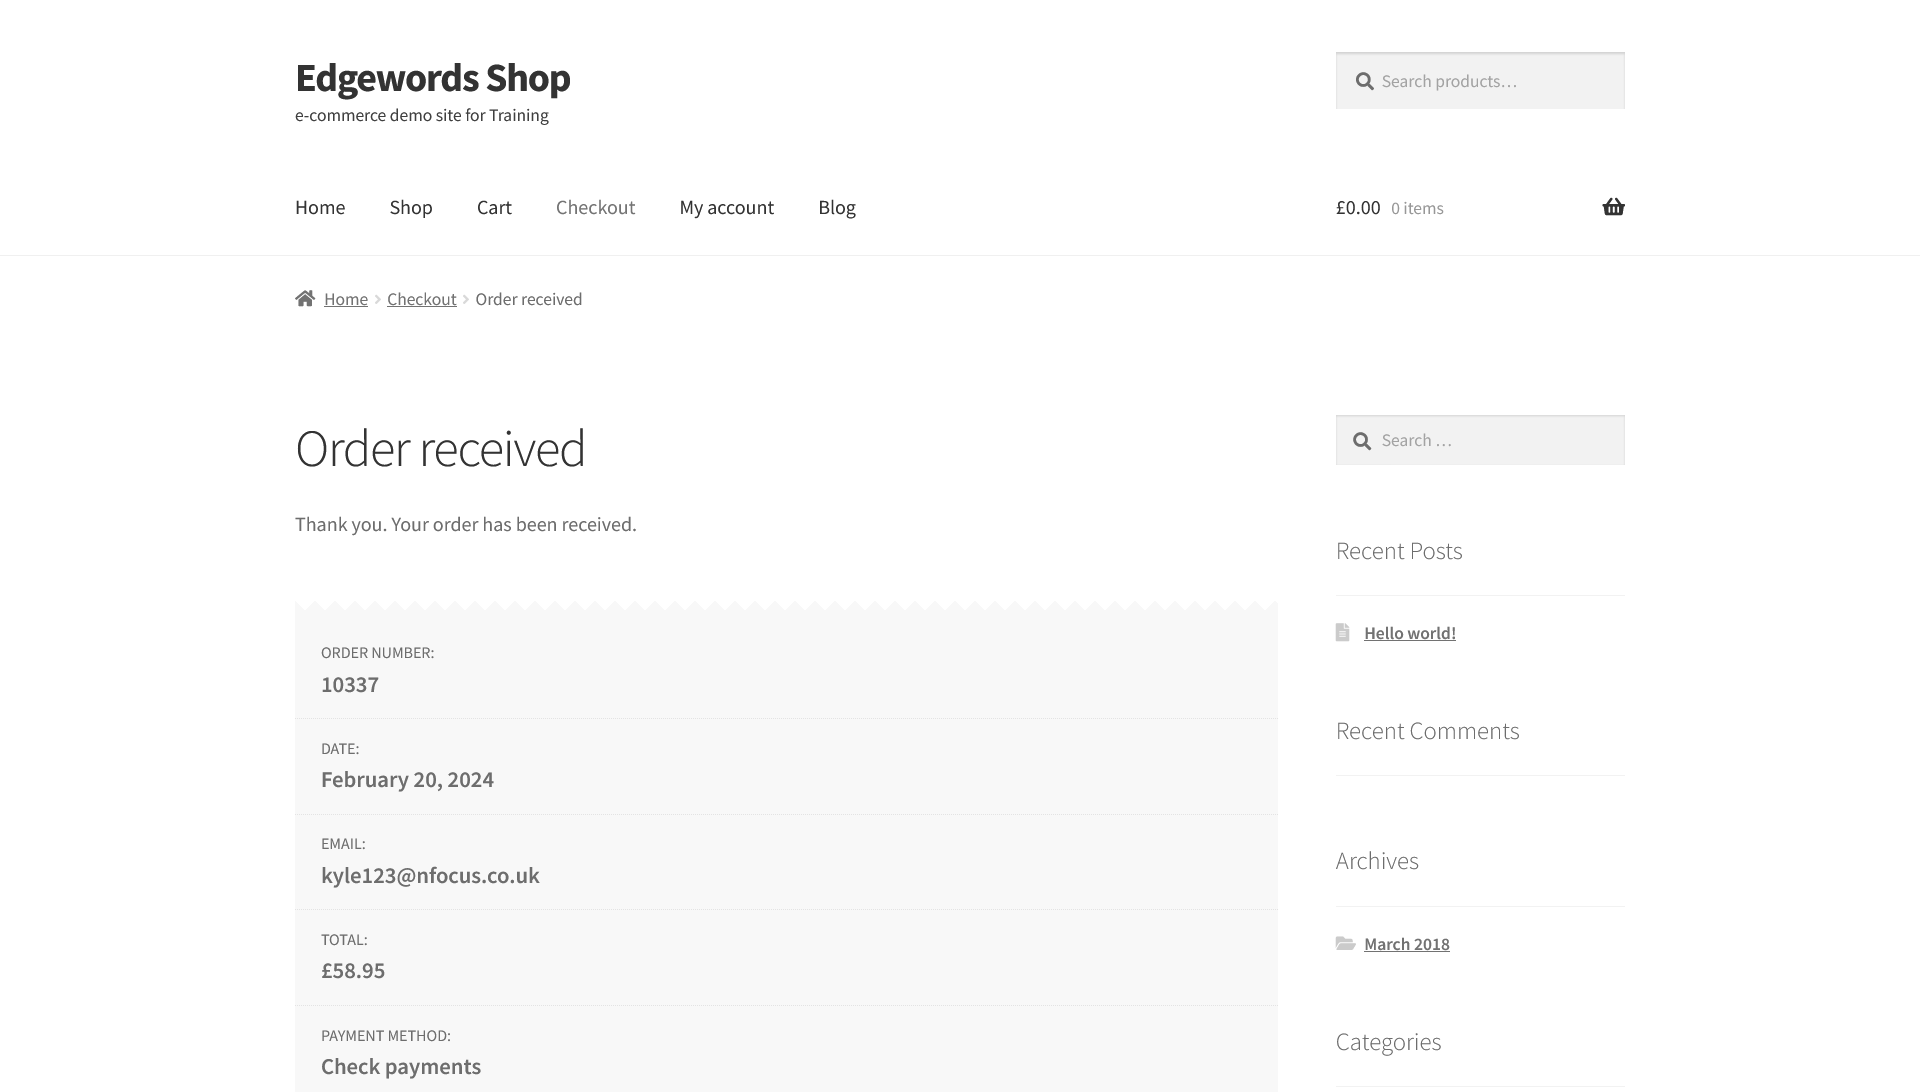 Edgewords Shop
e-commerce demo site for Training
Search products…
Home Shop Cart Checkout My account Blog
£0.00 0 items
Home Checkout Order received
Order received
Thank you. Your order has been received.
ORDER NUMBER:
10337
DATE:
February 20, 2024
EMAIL:
kyle123@nfocus.co.uk
TOTAL:
£58.95
PAYMENT METHOD:
Check payments
Search …
Recent Posts
Hello world!
Recent Comments
Archives
March 2018
Categories